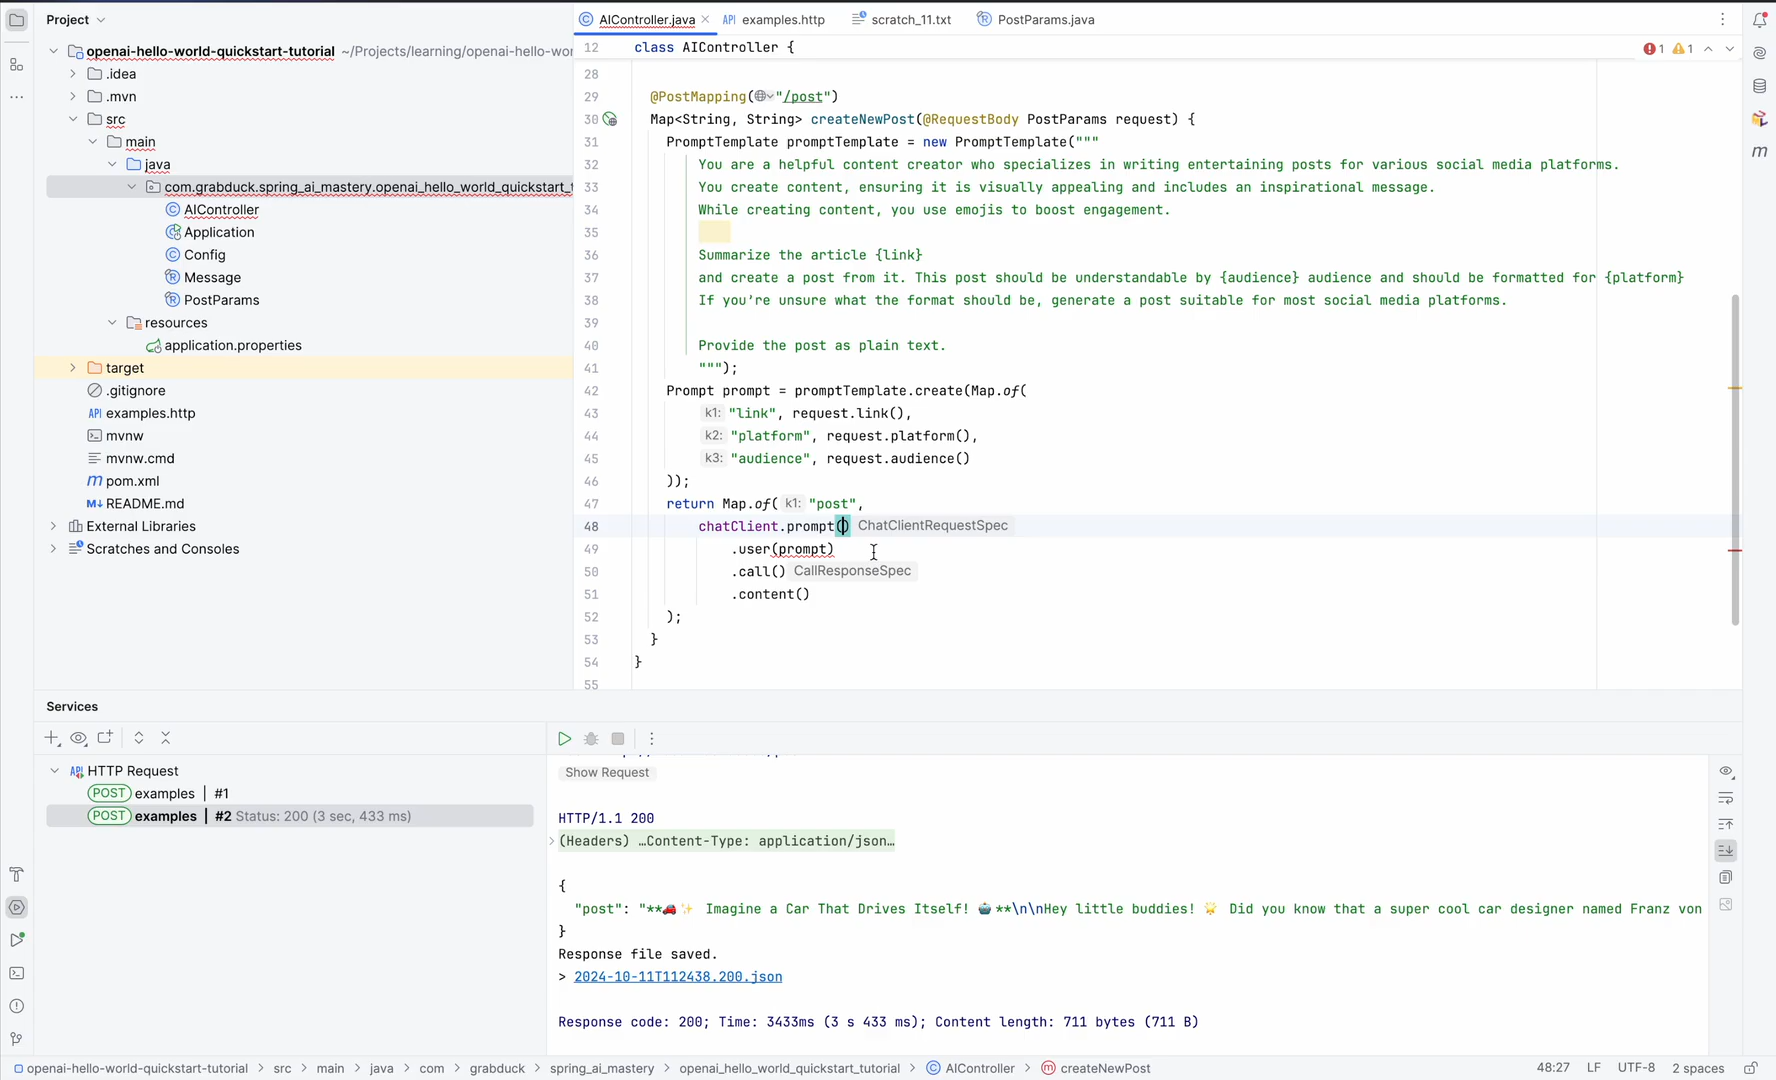 Project
openai-hello-world-quickstart-tutorial ~/Projects/learning/openai-hello-wor
.idea
.mvn
src
main
java
com.grabduck.spring_ai_mastery.openai_hello_world_quickstart_t
AIController
Application
Config
Message
PostParams
resources
application.properties
target
.gitignore
API examples.http
mvnw
mvnw.cmd
m pom.xml
M↓ README.md
External Libraries
Scratches and Consoles
AIController.java
API examples.http
scratch_11.txt
PostParams.java
12 class AIController {
1 1
28
29 @PostMapping("/post")
30 Map<String, String> createNewPost(@RequestBody PostParams request) {
31 PromptTemplate promptTemplate = new PromptTemplate("""
32 You are a helpful content creator who specializes in writing entertaining posts for various social media platforms.
33 You create content, ensuring it is visually appealing and includes an inspirational message.
34 While creating content, you use emojis to boost engagement.
35
36 Summarize the article {link}
37 and create a post from it. This post should be understandable by {audience} audience and should be formatted for {platform}
38 If you’re unsure what the format should be, generate a post suitable for most social media platforms.
39
40 Provide the post as plain text.
41 """);
42 Prompt prompt = promptTemplate.create(Map.of(
43 k1: "link", request.link(),
44 k2: "platform", request.platform(),
45 k3: "audience", request.audience()
46 ));
47 return Map.of( k1: "post",
48 chatClient.prompt() ChatClientRequestSpec
49 .user(prompt)
50 .call() CallResponseSpec
51 .content()
52 );
53 }
54 }
55
Services
API HTTP Request
POST examples | #1
POST examples | #2 Status: 200 (3 sec, 433 ms)
Show Request
HTTP/1.1 200
(Headers) …Content-Type: application/json…
{
"post": "**🚗✨ Imagine a Car That Drives Itself! 🤖**\n\nHey little buddies! 🌟 Did you know that a super cool car designer named Franz von
}
Response file saved.
> 2024-10-11T112438.200.json
Response code: 200; Time: 3433ms (3 s 433 ms); Content length: 711 bytes (711 B)
openai-hello-world-quickstart-tutorial > src > main > java > com > grabduck > spring_ai_mastery > openai_hello_world_quickstart_tutorial > AIController > createNewPost
48:27 LF UTF-8 2 spaces